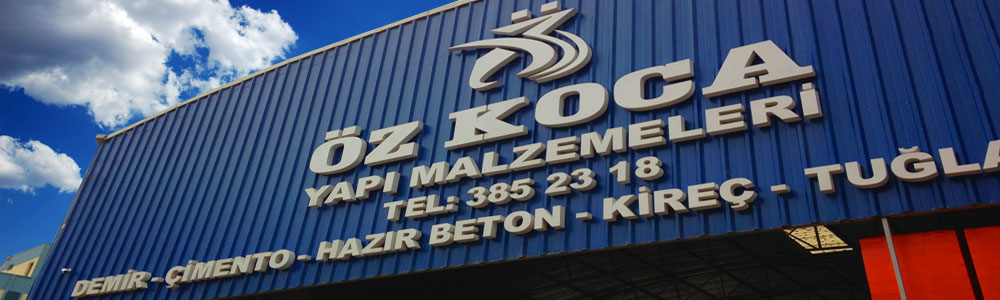 ÖZ KOCA
YAPI MALZEMELERİ
TEL: 385 23 18
DEMİR - ÇİMENTO - HAZIR BETON - KİREÇ - TUĞLA